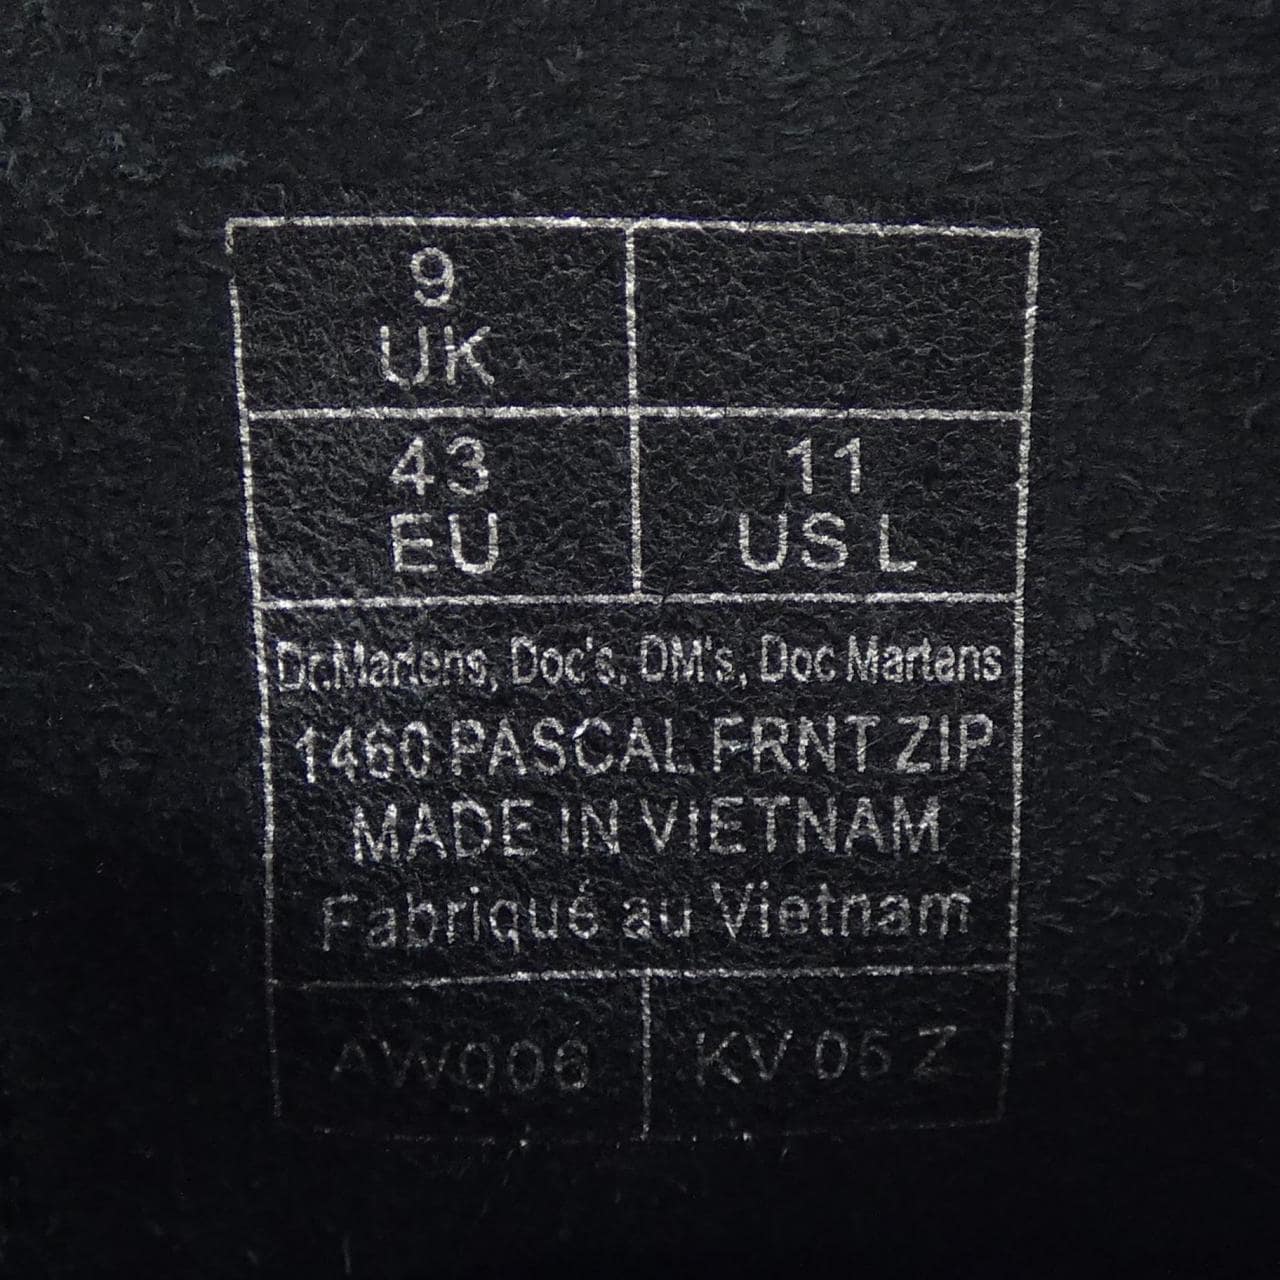 9
UK
43
EU
11
US L
Dr.Martens, Doc's, DM's, Doc Martens
1460 PASCAL FRNT ZIP
MADE IN VIETNAM
Fabriqué au Vietnam
AW006
KV 05 Z